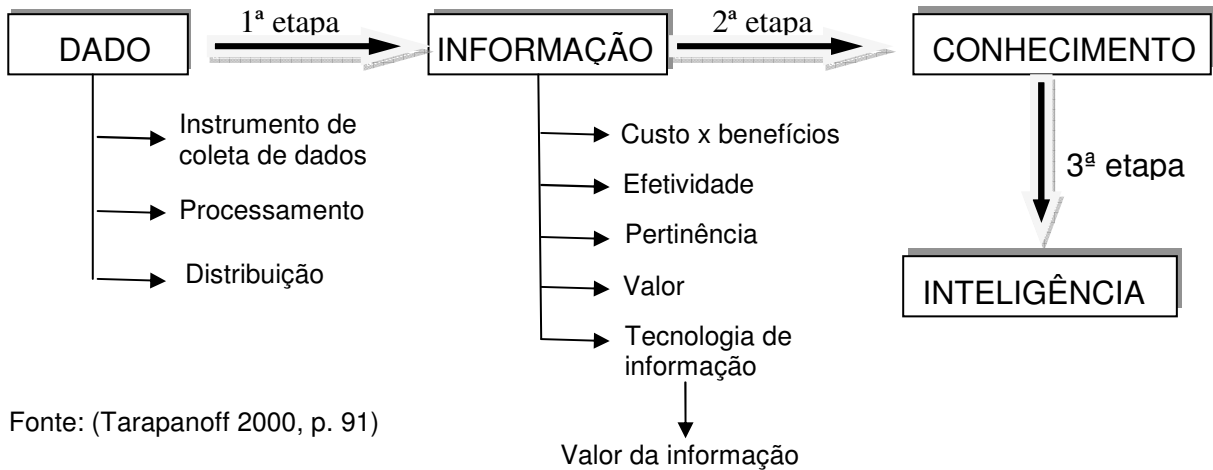 DADO
1ª etapa
INFORMAÇÃO
2ª etapa
CONHECIMENTO
Instrumento de
coleta de dados
Processamento
Distribuição
Custo x benefícios
Efetividade
Pertinência
Valor
Tecnologia de
informação
Valor da informação
3ª etapa
INTELIGÊNCIA
Fonte: (Tarapanoff 2000, p. 91)